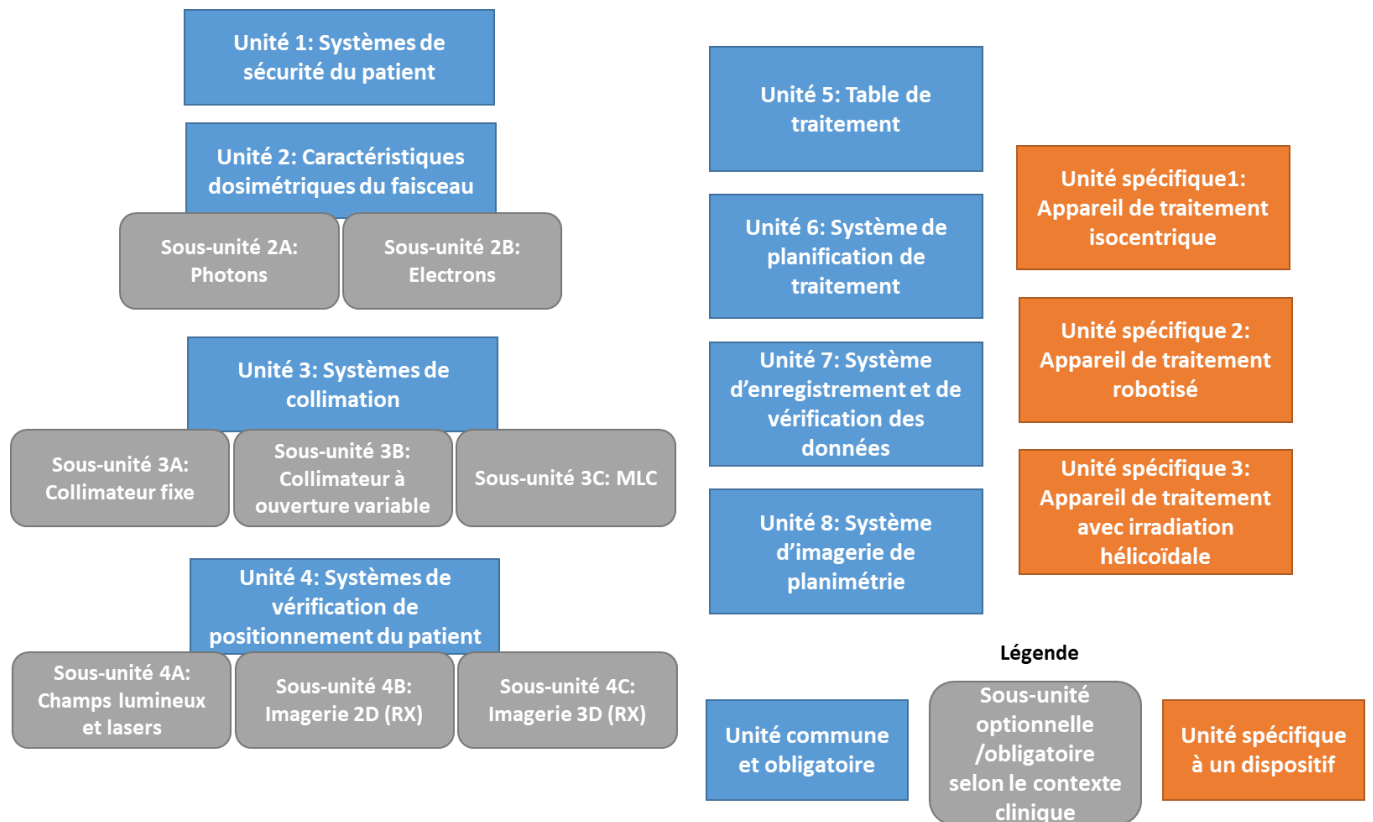 Unité 1: Systèmes de
sécurité du patient
Unité 2: Caractéristiques
dosimétriques du faisceau
Sous-unité 2A:
Photons
Sous-unité 2B:
Electrons
Unité 3: Systèmes de
collimation
Sous-unité 3A:
Collimateur fixe
Sous-unité 3B:
Collimateur à
ouverture variable
Sous-unité 3C: MLC
Unité 4: Systèmes de
vérification de
positionnement du patient
Sous-unité 4A:
Champs lumineux
et lasers
Sous-unité 4B:
Imagerie 2D (RX)
Sous-unité 4C:
Imagerie 3D (RX)
Unité 5: Table de
traitement
Unité 6: Système de
planification de
traitement
Unité 7: Système
d’enregistrement et de
vérification des
données
Unité 8: Système
d’imagerie de
planimétrie
Unité spécifique1:
Appareil de traitement
isocentrique
Unité spécifique 2:
Appareil de traitement
robotisé
Unité spécifique 3:
Appareil de traitement
avec irradiation
hélicoïdale
Légende
Unité commune
et obligatoire
Sous-unité
optionnelle
/obligatoire
selon le contexte
clinique
Unité spécifique
à un dispositif